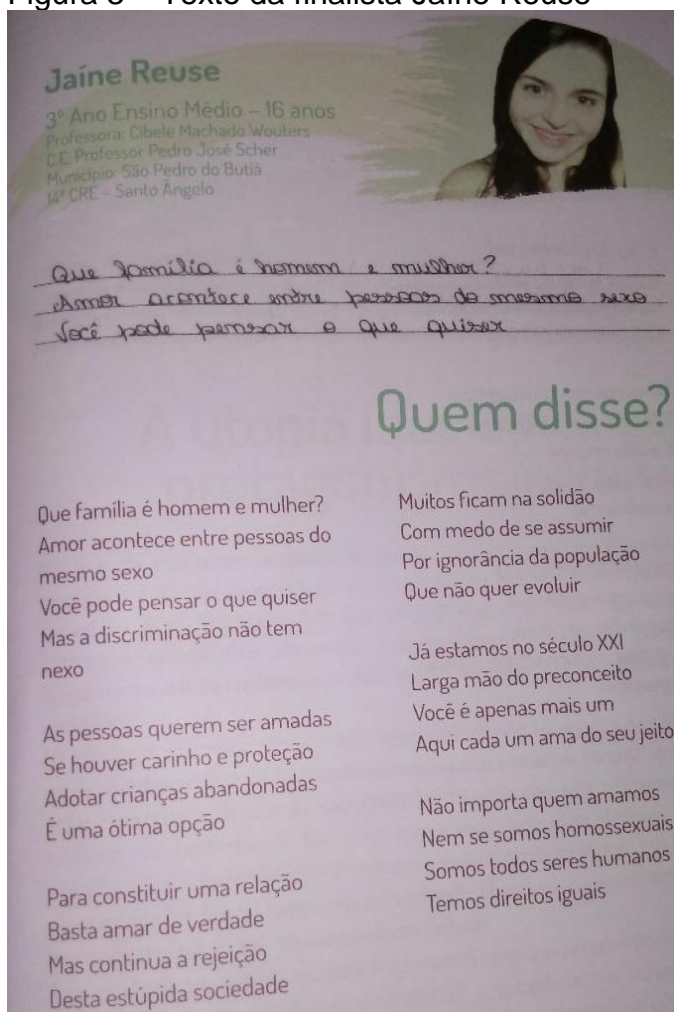 Figura 3 – Texto da finalista Jaíne Reuse
Jaíne Reuse
3º Ano Ensino Médio – 16 anos
Professora: Cibele Machado Wouters
C.E. Professor Pedro José Scher
Município: São Pedro do Butiá
14ª CRE – Santo Ângelo
Que família é homem e mulher?
Amor acontece entre pessoas do mesmo sexo
Você pode pensar o que quiser
Quem disse?
Que família é homem e mulher?
Amor acontece entre pessoas do
mesmo sexo
Você pode pensar o que quiser
Mas a discriminação não tem
nexo
As pessoas querem ser amadas
Se houver carinho e proteção
Adotar crianças abandonadas
É uma ótima opção
Para constituir uma relação
Basta amar de verdade
Mas continua a rejeição
Desta estúpida sociedade
Muitos ficam na solidão
Com medo de se assumir
Por ignorância da população
Que não quer evoluir
Já estamos no século XXI
Larga mão do preconceito
Você é apenas mais um
Aqui cada um ama do seu jeito
Não importa quem amamos
Nem se somos homossexuais
Somos todos seres humanos
Temos direitos iguais